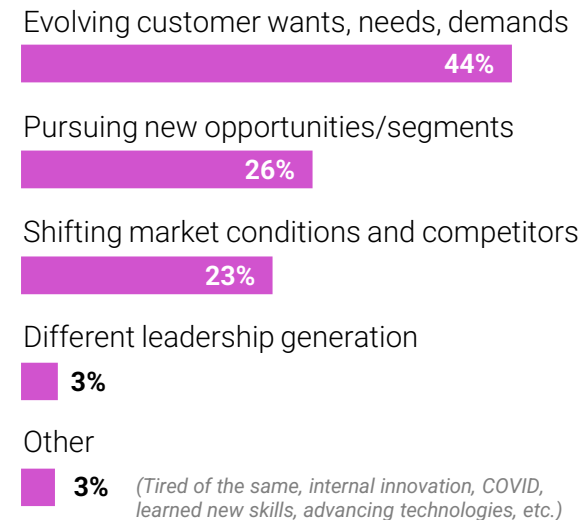 Evolving customer wants, needs, demands
44%
Pursuing new opportunities/segments
26%
Shifting market conditions and competitors
23%
Different leadership generation
3%
Other
3%
(Tired of the same, internal innovation, COVID,
learned new skills, advancing technologies, etc.)